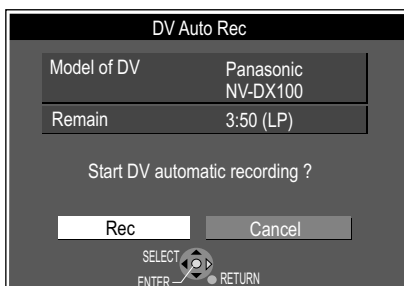 DV Auto Rec
Model of DV Panasonic
NV-DX100
Remain 3:50 (LP)
Start DV automatic recording ?
Rec Cancel
SELECT
ENTER RETURN